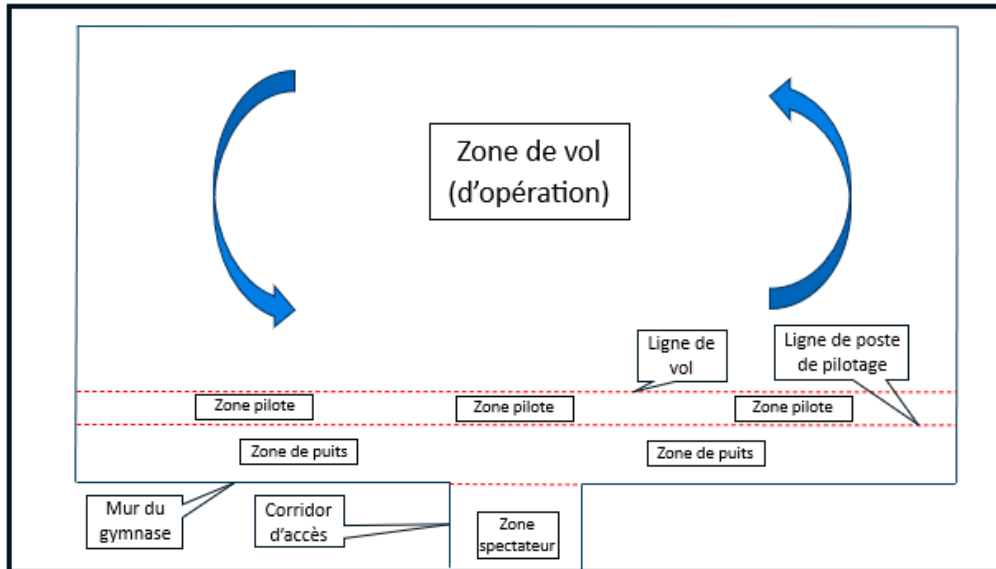 Zone de vol
(d'opération)
Ligne de
vol
Ligne de poste
de pilotage
Zone pilote
Zone pilote
Zone pilote
Zone de puits
Zone de puits
Mur du
gymnase
Corridor
d'accès
Zone
spectateur